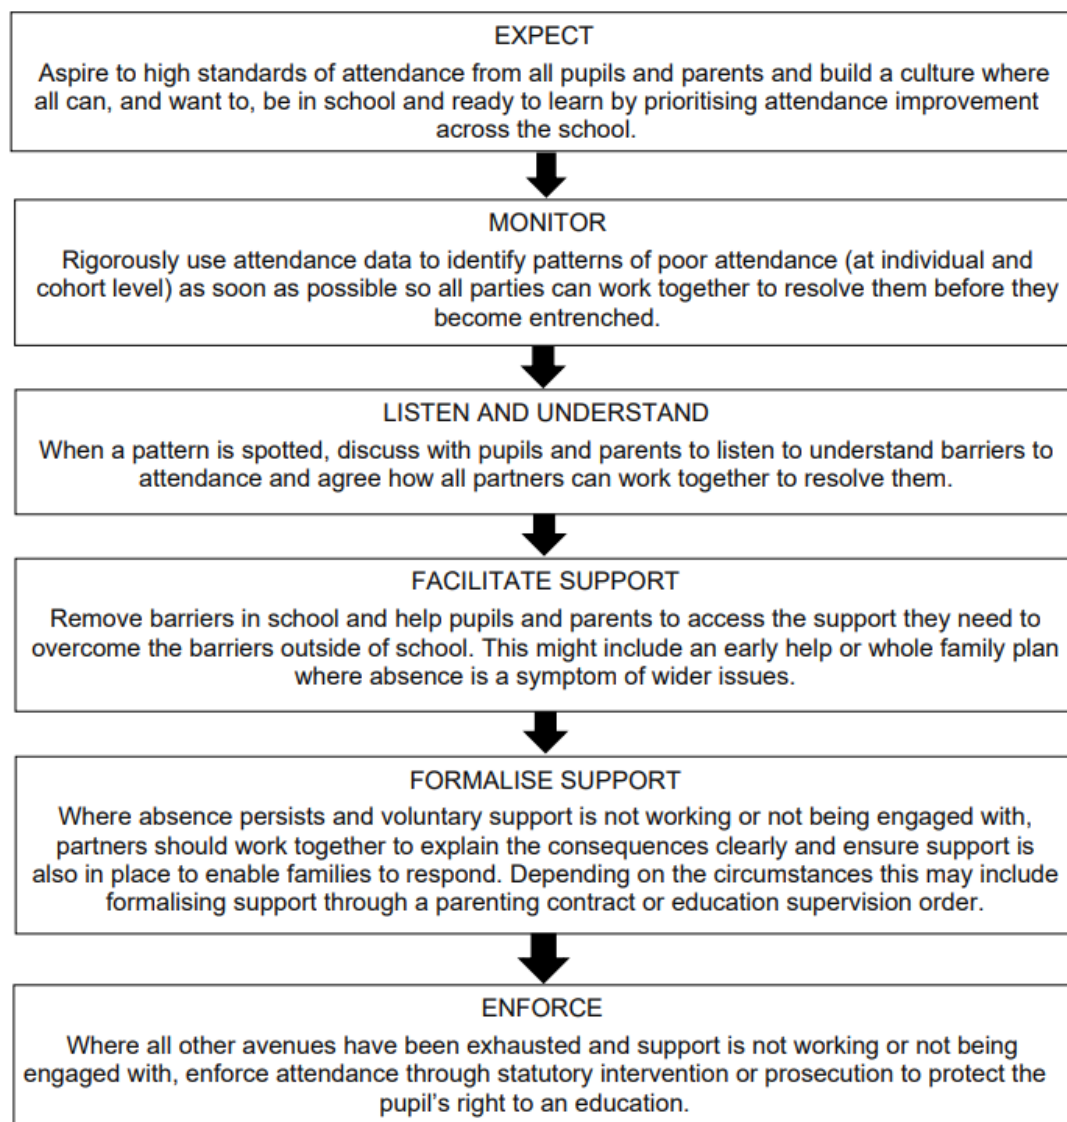 EXPECT
Aspire to high standards of attendance from all pupils and parents and build a culture where
all can, and want to, be in school and ready to learn by prioritising attendance improvement
across the school.
MONITOR
Rigorously use attendance data to identify patterns of poor attendance (at individual and
cohort level) as soon as possible so all parties can work together to resolve them before they
become entrenched.
LISTEN AND UNDERSTAND
When a pattern is spotted, discuss with pupils and parents to listen to understand barriers to
attendance and agree how all partners can work together to resolve them.
FACILITATE SUPPORT
Remove barriers in school and help pupils and parents to access the support they need to
overcome the barriers outside of school. This might include an early help or whole family plan
where absence is a symptom of wider issues.
FORMALISE SUPPORT
Where absence persists and voluntary support is not working or not being engaged with,
partners should work together to explain the consequences clearly and ensure support is
also in place to enable families to respond. Depending on the circumstances this may include
formalising support through a parenting contract or education supervision order.
ENFORCE
Where all other avenues have been exhausted and support is not working or not being
engaged with, enforce attendance through statutory intervention or prosecution to protect the
pupil’s right to an education.